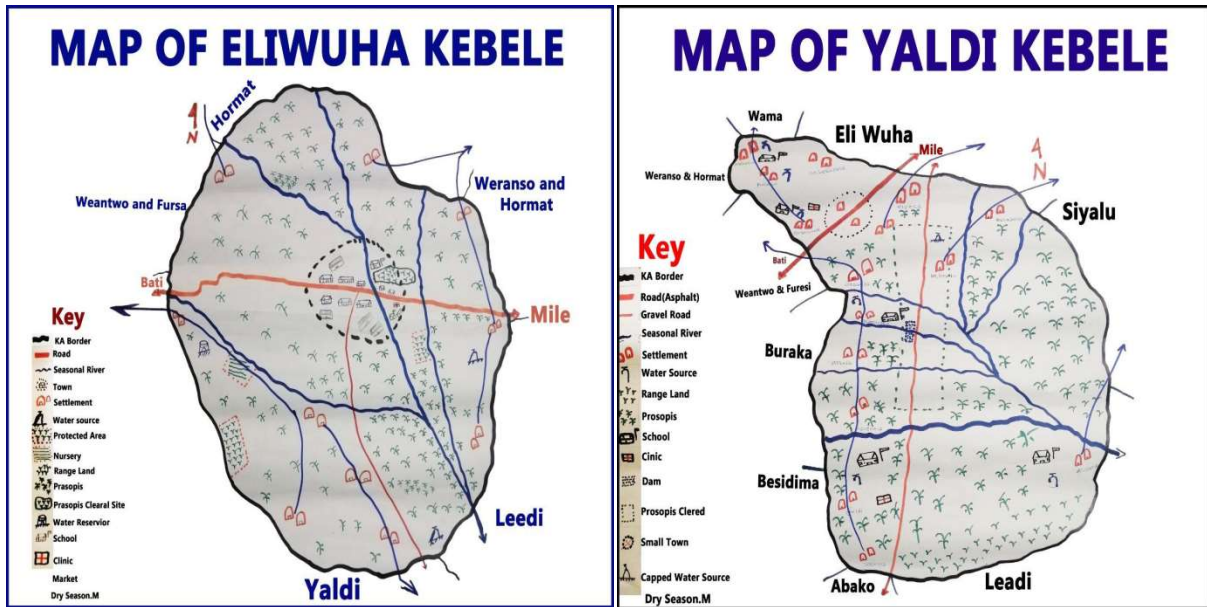 MAP OF ELIWUHA KEBELE
Hormat
N
Weranso and
Hormat
Weantwo and Fursa
Bati
Mile
Key
KA Border
Road
Seasonal River
Town
Settlement
Water source
Protected Area
Nursery
Range Land
Prasopis
Prasopis Clearal Site
Water Reservior
School
Clinic
Market
Dry Season.M
Leedi
Yaldi
MAP OF YALDI KEBELE
Wama
Eli Wuha
Mile
N
Weranso & Hormat
Siyalu
Key
Bati
Weantwo & Furesi
KA Border
Road(Asphalt)
Gravel Road
Seasonal River
Settlement
Water Source
Range Land
Prosopis
School
Cinic
Dam
Prosopis Clered
Small Town
Capped Water Source
Dry Season.M
Buraka
Besidima
Abako
Leadi